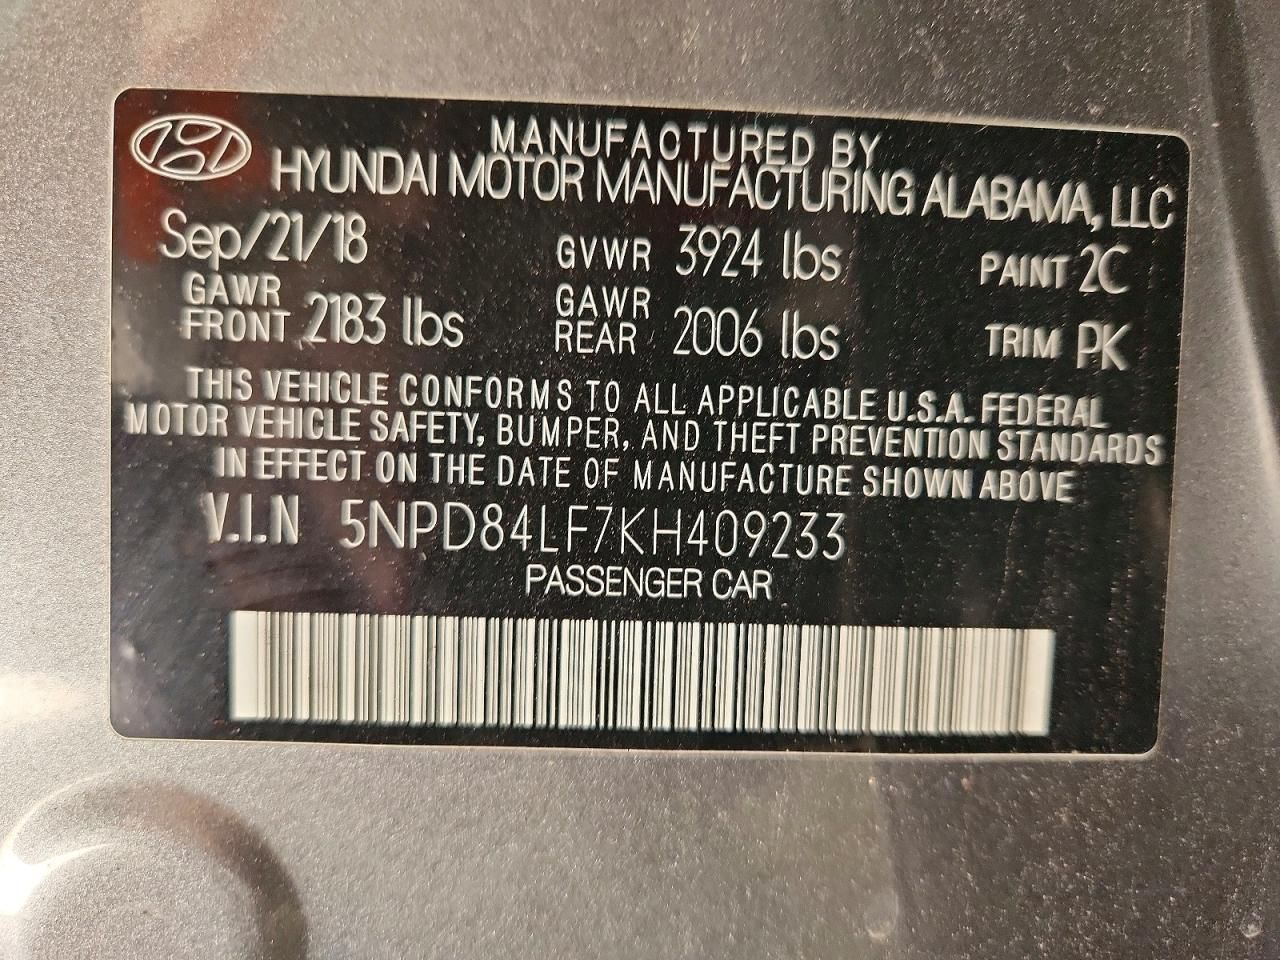 MANUFACTURED BY
HYUNDAI MOTOR MANUFACTURING ALABAMA, LLC
Sep/21/18 GVWR 3924 lbs PAINT 2C
GAWR FRONT 2183 lbs GAWR REAR 2006 lbs TRIM PK
THIS VEHICLE CONFORMS TO ALL APPLICABLE U.S.A. FEDERAL
MOTOR VEHICLE SAFETY, BUMPER, AND THEFT PREVENTION STANDARDS
IN EFFECT ON THE DATE OF MANUFACTURE SHOWN ABOVE
V.I.N 5NPD84LF7KH409233
PASSENGER CAR